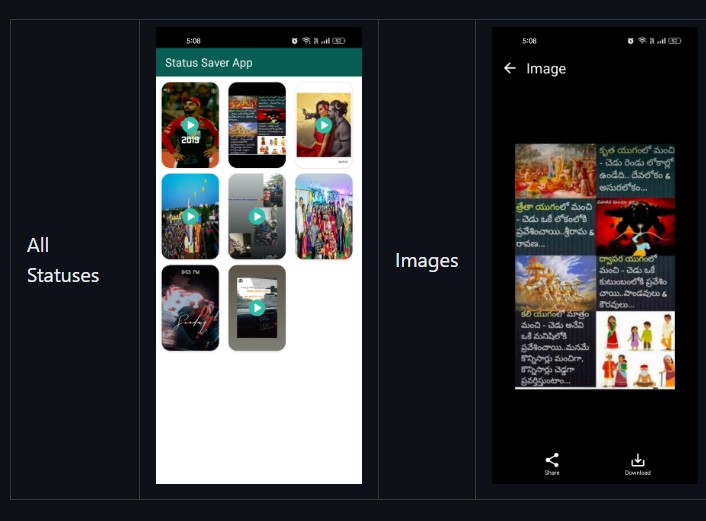 All
Statuses
5:08
Status Saver App
2019
8:53 PM
Images
5:08
Image
కృత యుగంలో మంచి
- చెడు రెండు లోకాల్లో
ఉండేది.. దేవలోకం &
అసురలోకం...
త్రేతా యుగంలో మంచి
- చెడు ఒకే లోకంలోకి
ప్రవేశించాయి..శ్రీరామ &
రావణ...
ద్వాపర యుగంలో
మంచి - చెడు ఒకే
కుటుంబంలోకి ప్రవేశిం
చాయి..పాండవులు &
కౌరవులు...
కలి యుగంలో మాత్రం
మంచి - చెడు అనేవి
ఒకే మనిషిలోకి
ప్రవేశించాయి..మనమే
కొన్నిసార్లు మంచిగా,
కొన్నిసార్లు చెడ్డగా
ప్రవర్తిస్తుంటాం...
Share
Download